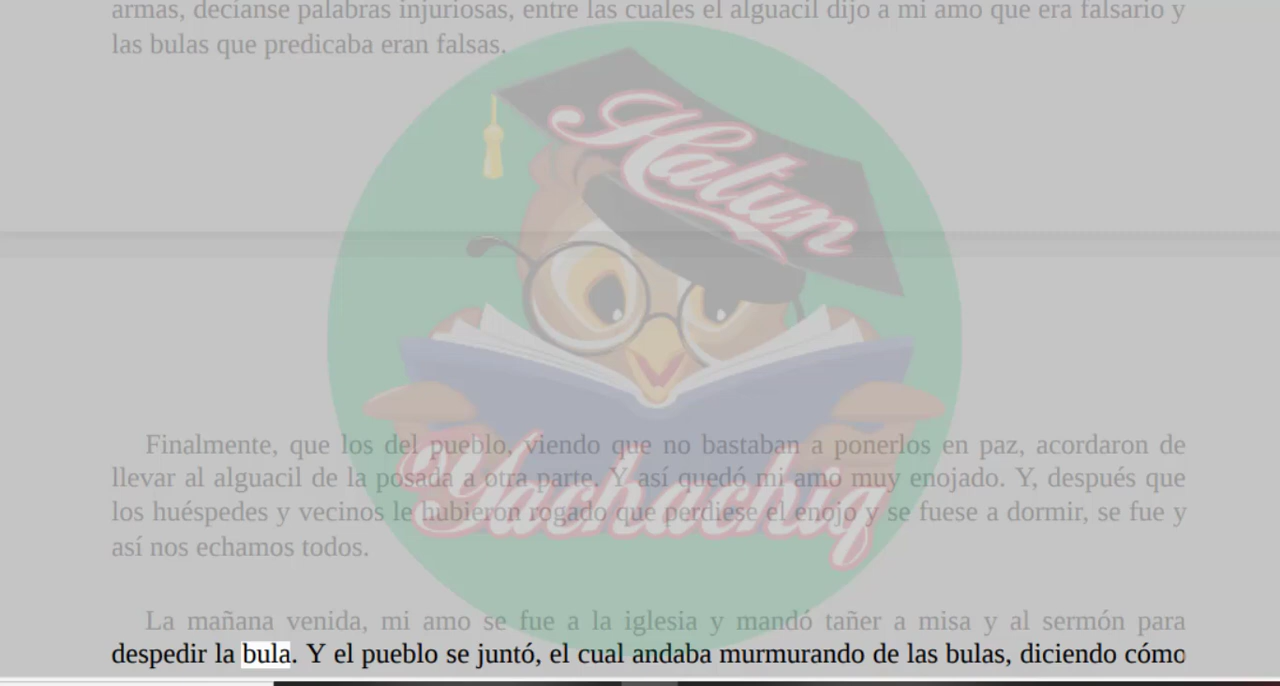 armas, decíanse palabras injuriosas, entre las cuales el alguacil dijo a mi amo que era falsario y
las bulas que predicaba eran falsas.
Hatun
Finalmente, que los del pueblo, viendo que no bastaban a ponerlos en paz, acordaron de
llevar al alguacil de la posada a otra parte. Y así quedó mi amo muy enojado. Y, después que
Yachachiq
los huéspedes y vecinos le hubieron rogado que perdiese el enojo y se fuese a dormir, se fue y
así nos echamos todos.
La mañana venida, mi amo se fue a la iglesia y mandó tañer a misa y al sermón para
despedir la bula. Y el pueblo se juntó, el cual andaba murmurando de las bulas, diciendo cómo